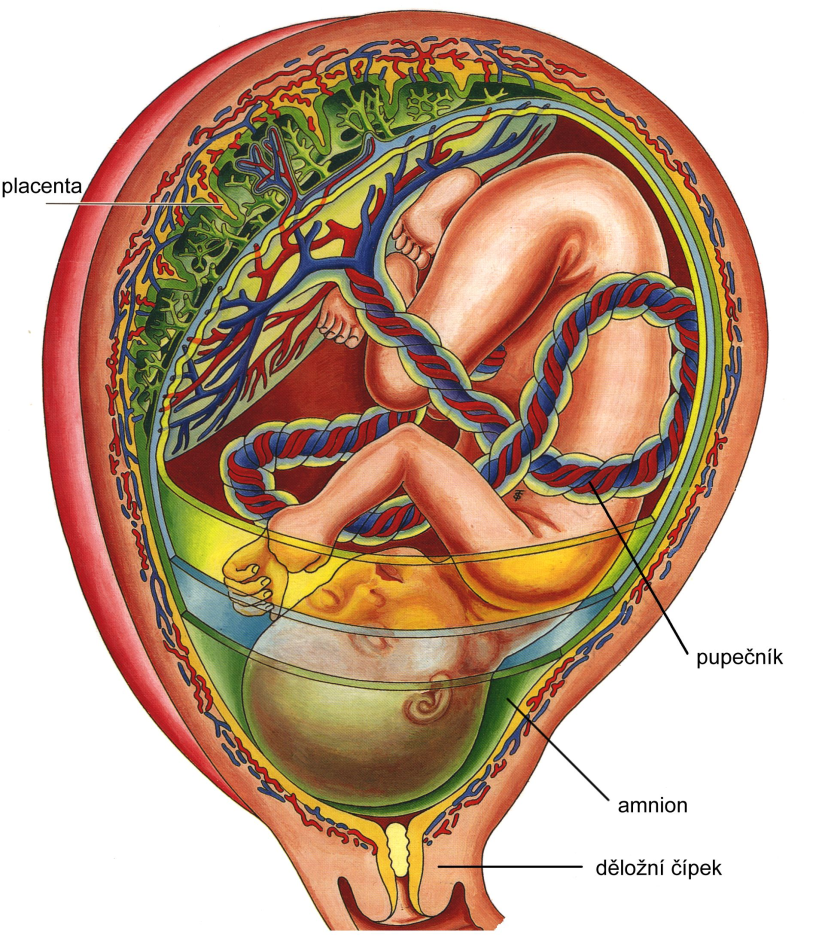 placenta
pupečník
amnion
děložní čípek